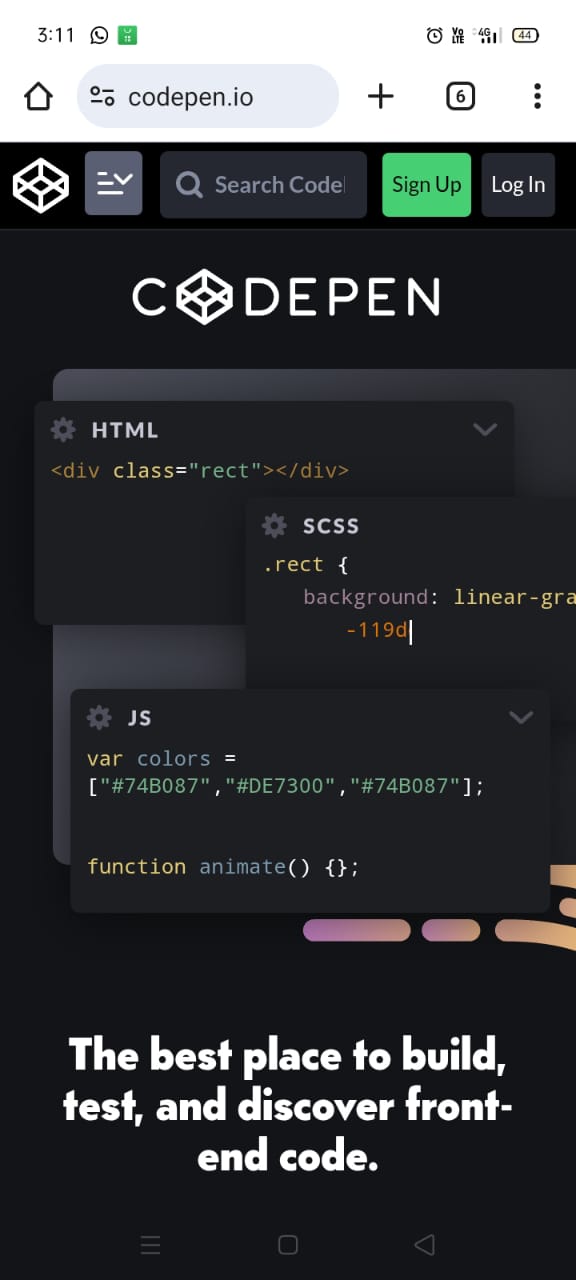 3:11 Vo LTE 4G 44
codepen.io 6
Search Code Sign Up Log In
CODEPEN
HTML
<div class="rect"></div>
SCSS
.rect {
background: linear-gra
-119d
JS
var colors =
["#74B087","#DE7300","#74B087"];
function animate() {};
The best place to build,
test, and discover front-
end code.